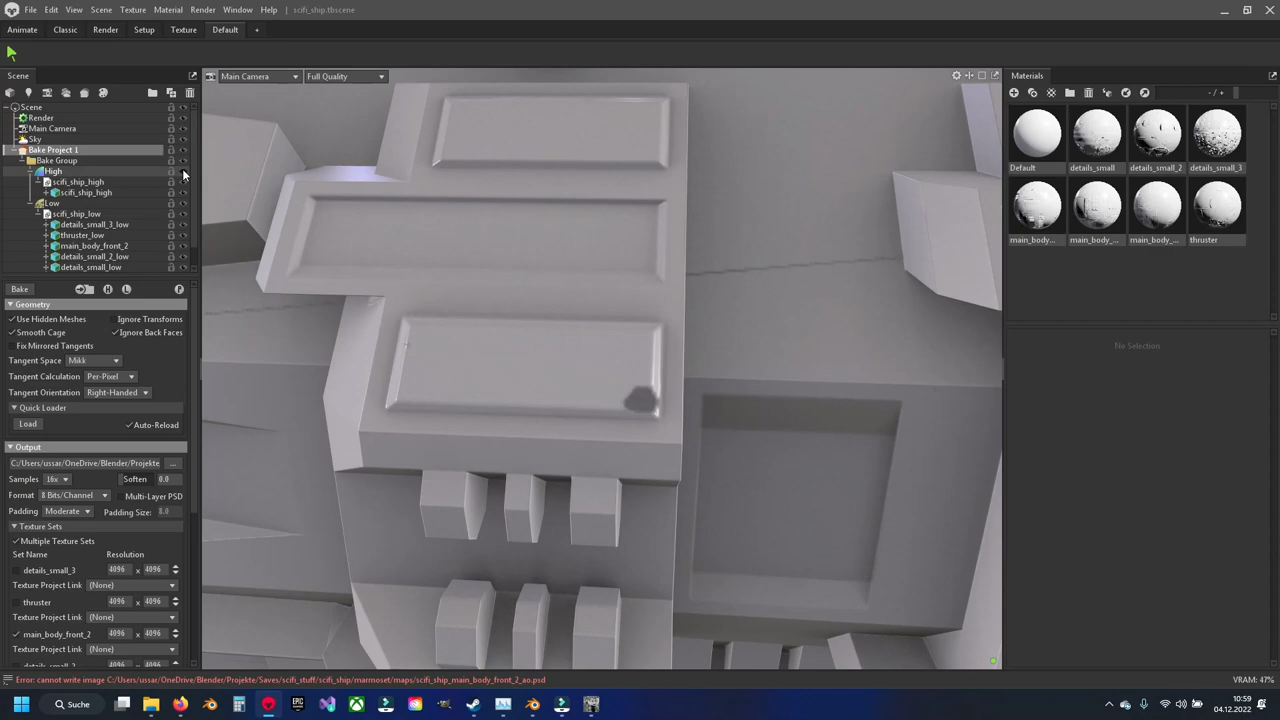 File Edit Scene Texture Material Render Window Help scifi_ship.tbscene
Animate Classic Render Setup Texture Default +
Scene
Main Camera Full Quality
Materials
- / +
Scene
Render
Main Camera
Sky
Bake Project 1
Bake Group
High
scifi_ship_high
scifi_ship_high
Low
scifi_ship_low
details_small_3_low
thruster_low
main_body_front_2
details_small_2_low
details_small_low
Default details_small details_small_2 details_small_3
main_body... main_body_... main_body_... thruster
No Selection
Bake H L P
Geometry
Use Hidden Meshes Ignore Transforms
Smooth Cage Ignore Back Faces
Fix Mirrored Tangents
Tangent Space Mikk
Tangent Calculation Per-Pixel
Tangent Orientation Right-Handed
Quick Loader
Load Auto-Reload
Output
C:/Users/ussar/OneDrive/Blender/Projekte ...
Samples 16x Soften 0.0
Format 8 Bits/Channel Multi-Layer PSD
Padding Moderate Padding Size: 8.0
Texture Sets
Multiple Texture Sets
Set Name Resolution
details_small_3 4096 x 4096
Texture Project Link (None)
thruster 4096 x 4096
Texture Project Link (None)
main_body_front_2 4096 x 4096
Texture Project Link (None)
details_small_2 4096 x 4096
Error: cannot write image C:/Users/ussar/OneDrive/Blender/Projekte/Saves/scifi_stuff/scifi_ship/marmoset/maps/scifi_ship_main_body_front_2_ao.psd
VRAM: 47%
Suche
EPIC GAMES
10:59
04.12.2022